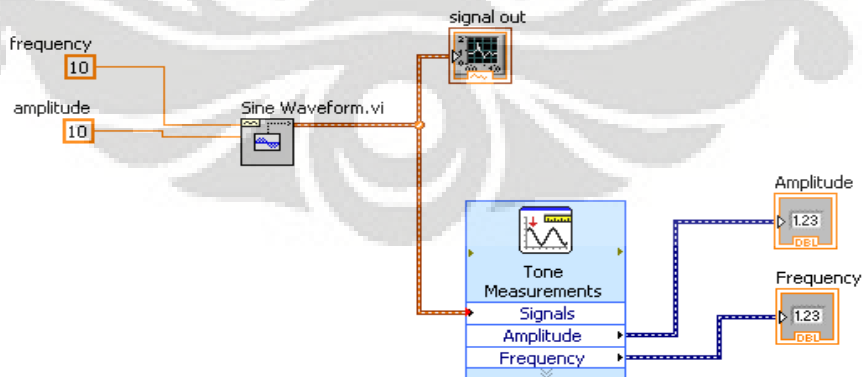 signal out
frequency
10
amplitude
10
Sine Waveform.vi
Tone
Measurements
Signals
Amplitude
Frequency
Amplitude
1.23
DBL
Frequency
1.23
DBL